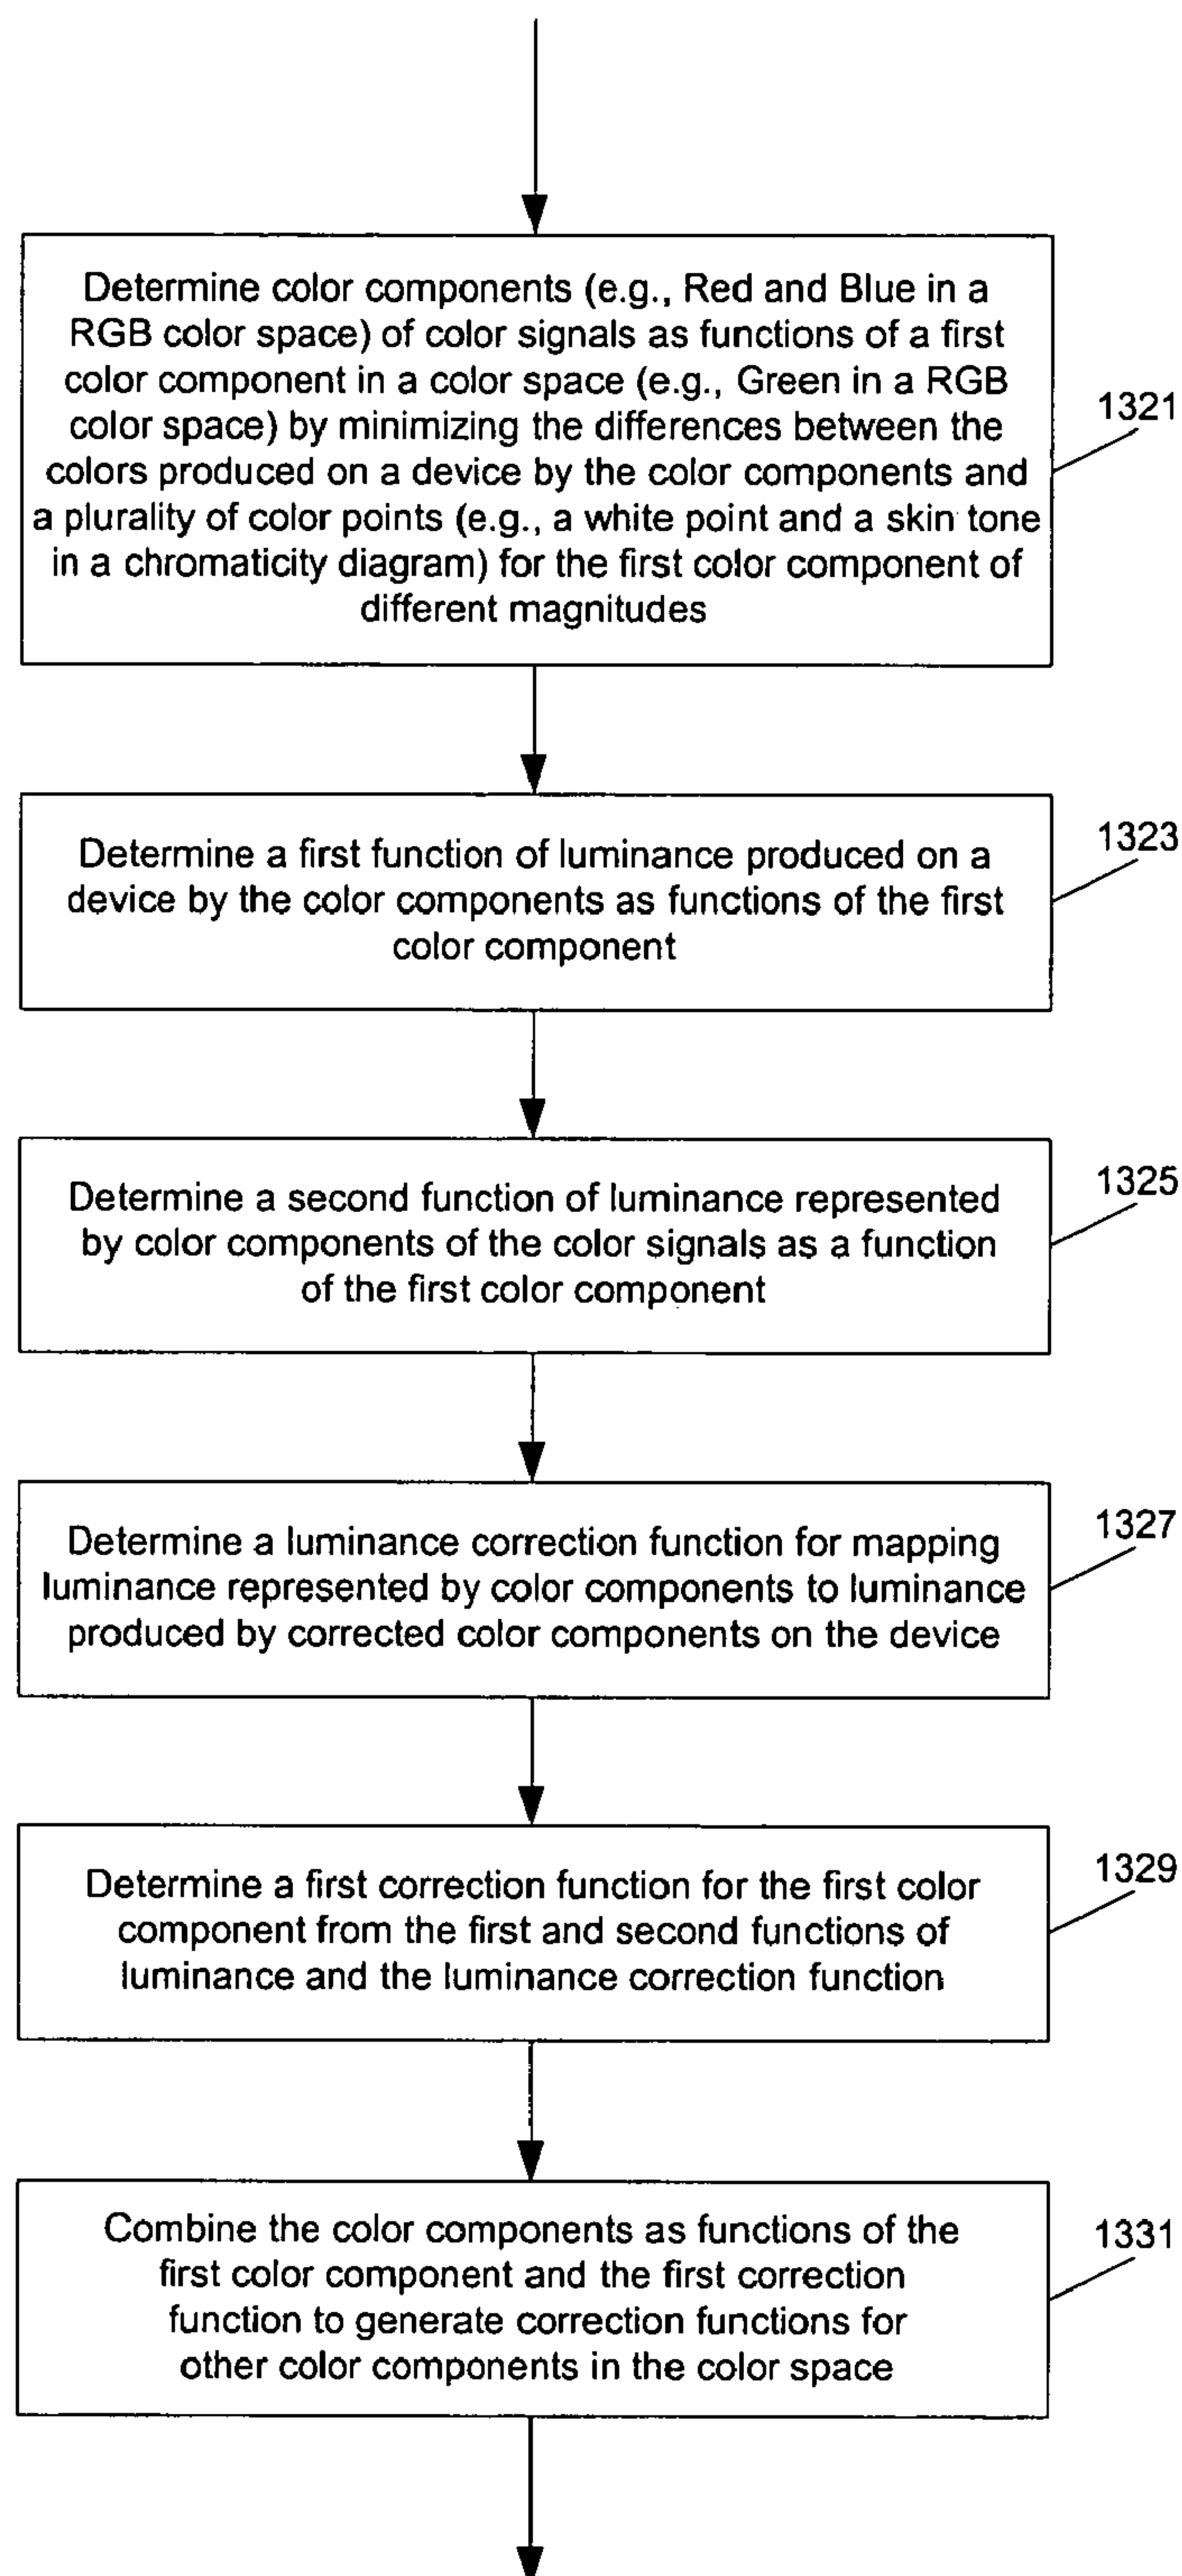 Determine color components (e.g., Red and Blue in a
RGB color space) of color signals as functions of a first
color component in a color space (e.g., Green in a RGB
color space) by minimizing the differences between the
colors produced on a device by the color components and
a plurality of color points (e.g., a white point and a skin tone
in a chromaticity diagram) for the first color component of
different magnitudes
1321
Determine a first function of luminance produced on a
device by the color components as functions of the first
color component
1323
Determine a second function of luminance represented
by color components of the color signals as a function
of the first color component
1325
Determine a luminance correction function for mapping
luminance represented by color components to luminance
produced by corrected color components on the device
1327
Determine a first correction function for the first color
component from the first and second functions of
luminance and the luminance correction function
1329
Combine the color components as functions of the
first color component and the first correction
function to generate correction functions for
other color components in the color space
1331